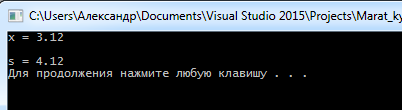 C:\Users\Александр\Documents\Visual Studio 2015\Projects\Marat_ky
x = 3.12
s = 4.12
Для продолжения нажмите любую клавишу . . .